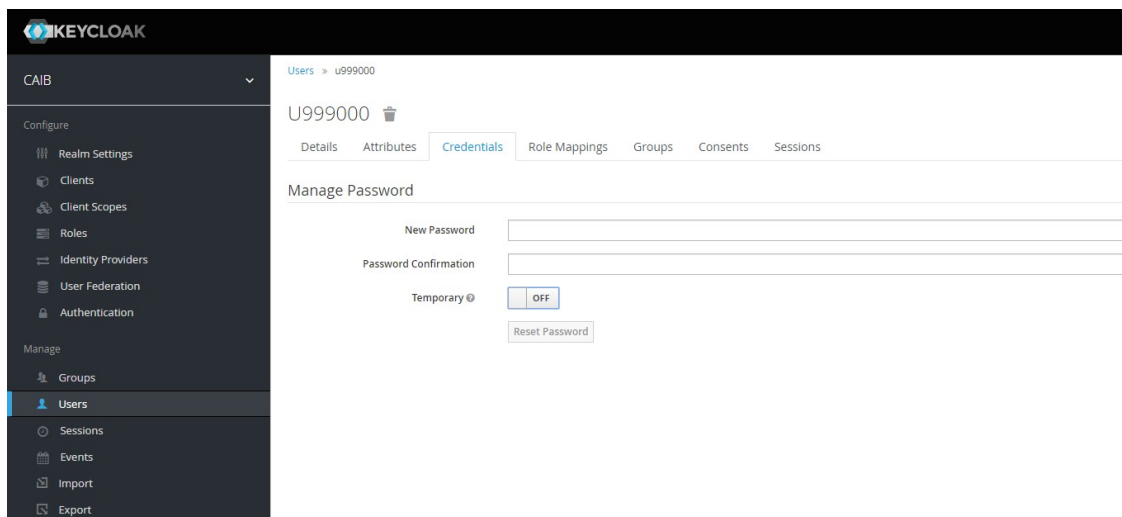 KEYCLOAK
CAIB
Users » u999000
U999000
Configure
Details Attributes Credentials Role Mappings Groups Consents Sessions
Realm Settings
Clients
Client Scopes
Roles
Identity Providers
User Federation
Authentication
Manage
Groups
Users
Sessions
Events
Import
Export
Manage Password
New Password
Password Confirmation
Temporary OFF
Reset Password